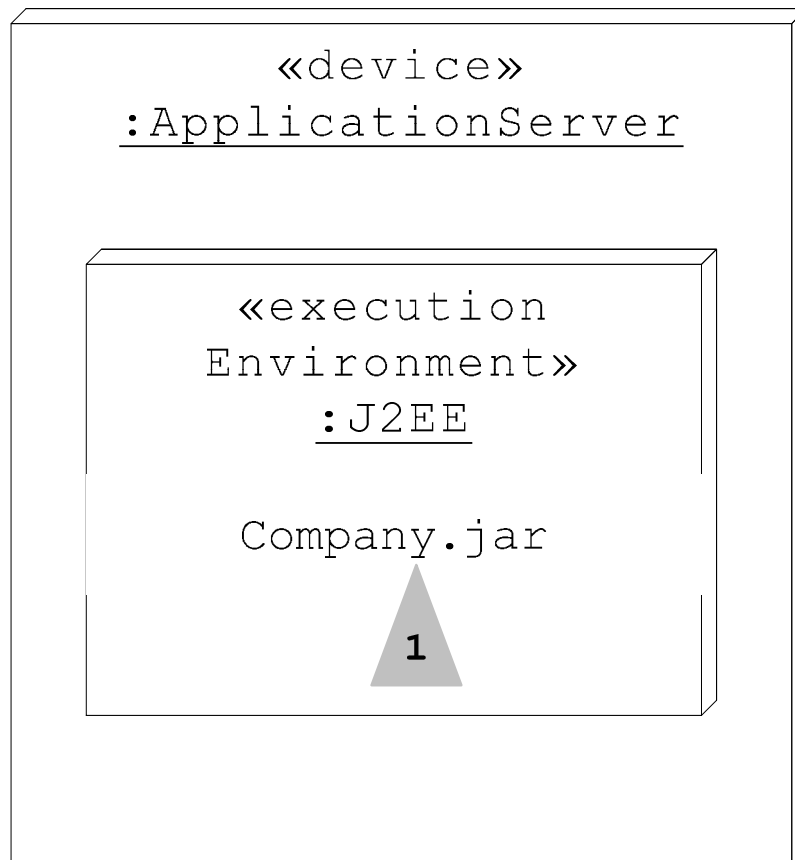 «device»
:ApplicationServer
«execution
Environment»
:J2EE
Company.jar
1